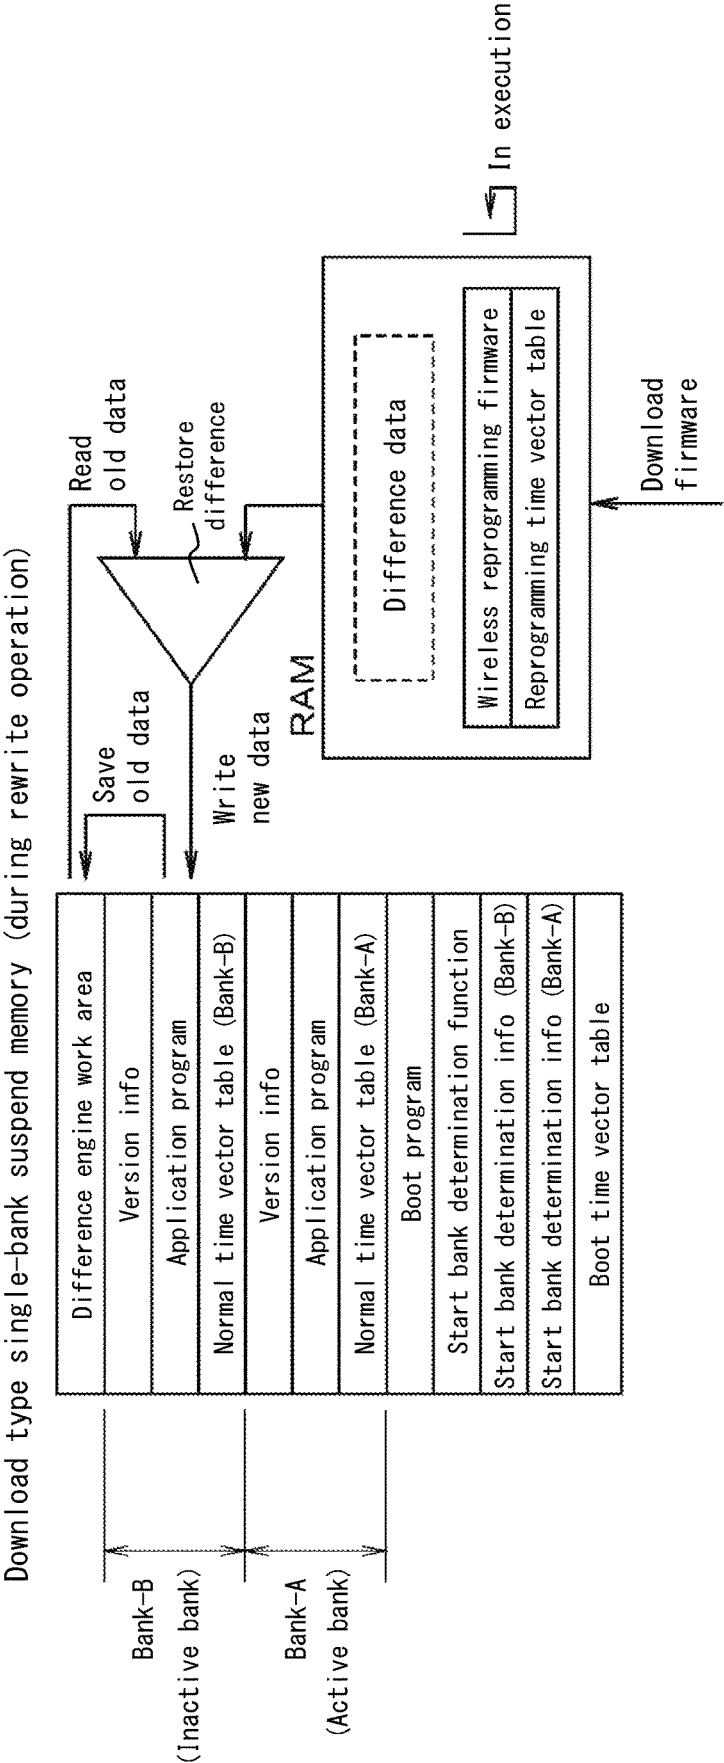 Download type single-bank suspend memory (during rewrite operation)
Bank-B
(Inactive bank)
Bank-A
(Active bank)
Difference engine work area
Version info
Application program
Normal time vector table (Bank-B)
Version info
Application program
Normal time vector table (Bank-A)
Boot program
Start bank determination function
Start bank determination info (Bank-B)
Start bank determination info (Bank-A)
Boot time vector table
Save
old data
Write
new data
Read
old data
Restore
difference
RAM
Difference data
Wireless reprogramming firmware
Reprogramming time vector table
Download
firmware
In execution